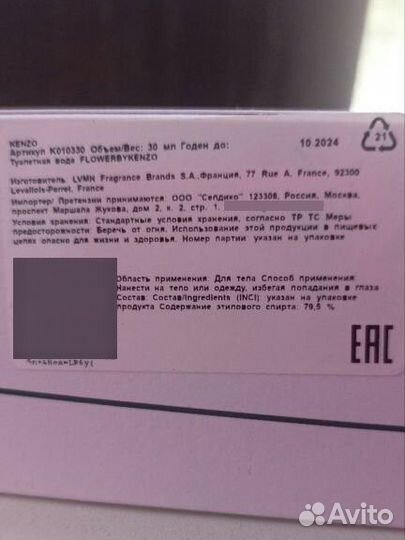 KENZO
Артикул K010330 Объем/Вес: 30 мл Годен до: 10.2024
Туалетная вода FLOWERBYKENZO
Изготовитель: LVMH Fragrance Brands S.A.,Франция, 77 Rue A. France, 92300
Levallois-Perret, France
Импортер/ Претензии принимаются ООО "Селдико" 123308, Россия, Москва,
проспект Маршала Жукова, дом 2, к. 2, стр. 1.
Условия хранения: Стандартные условия хранения, согласно ТР ТС Меры
предосторожности: Беречь от огня. Использование этой продукции в пищевых
целях опасно для жизни и здоровья. Номер партии указан на упаковке
Область применения: Для тела Способ применения:
Нанести на тело или одежду, избегая попадания в глаза
Состав: Состав/Ingredients (INCI): указан на упаковке
продукта Содержание этилового спирта: 79,5 %
21
EAC
Avito